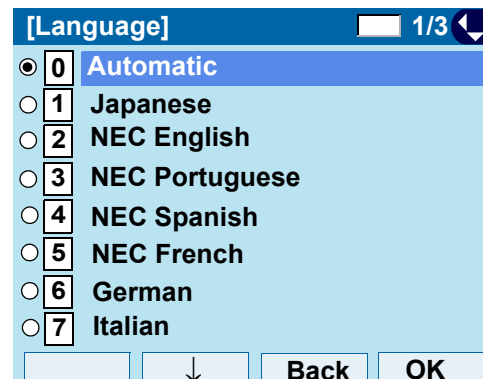 [Language] 1/3
0 Automatic
1 Japanese
2 NEC English
3 NEC Portuguese
4 NEC Spanish
5 NEC French
6 German
7 Italian
↓ Back OK